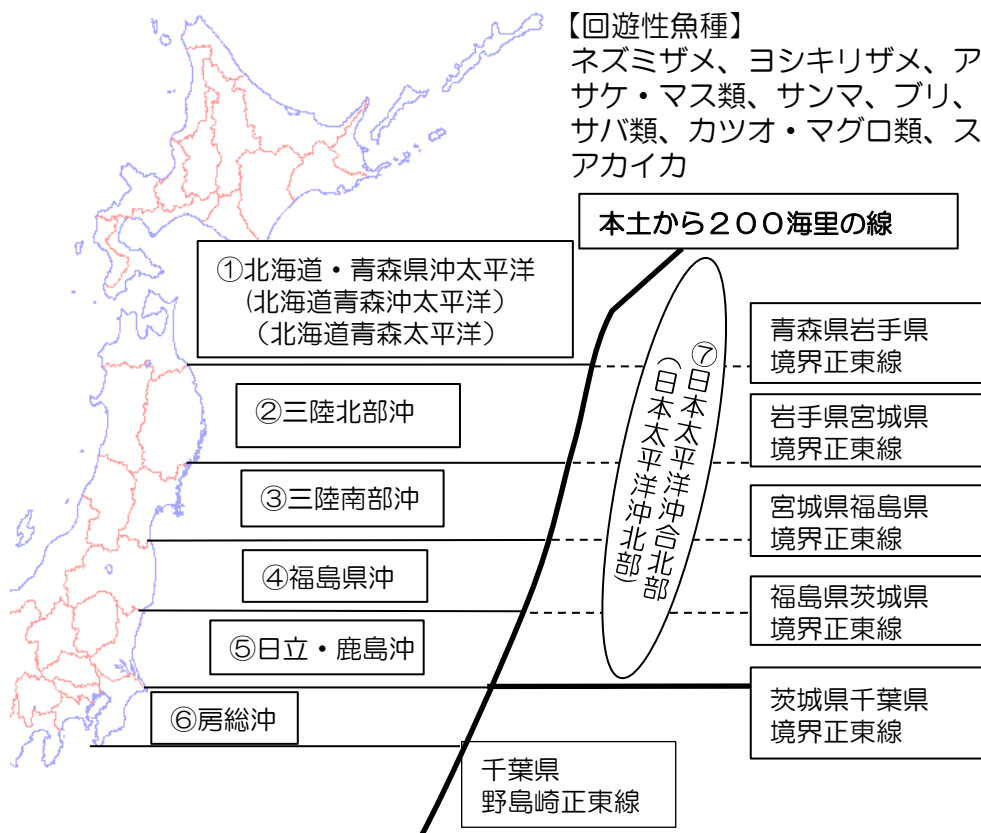 【回遊性魚種】
ネズミザメ、ヨシキリザメ、ア
サケ・マス類、サンマ、ブリ、
サバ類、カツオ・マグロ類、ス
アカイカ
本土から２００海里の線
①北海道・青森県沖太平洋
(北海道青森沖太平洋）
（北海道青森太平洋）
青森県岩手県
境界正東線
②三陸北部沖
岩手県宮城県
境界正東線
⑦日本太平洋沖合北部
(日本太平洋沖北部)
③三陸南部沖
宮城県福島県
境界正東線
④福島県沖
福島県茨城県
境界正東線
⑤日立・鹿島沖
茨城県千葉県
境界正東線
⑥房総沖
千葉県
野島崎正東線